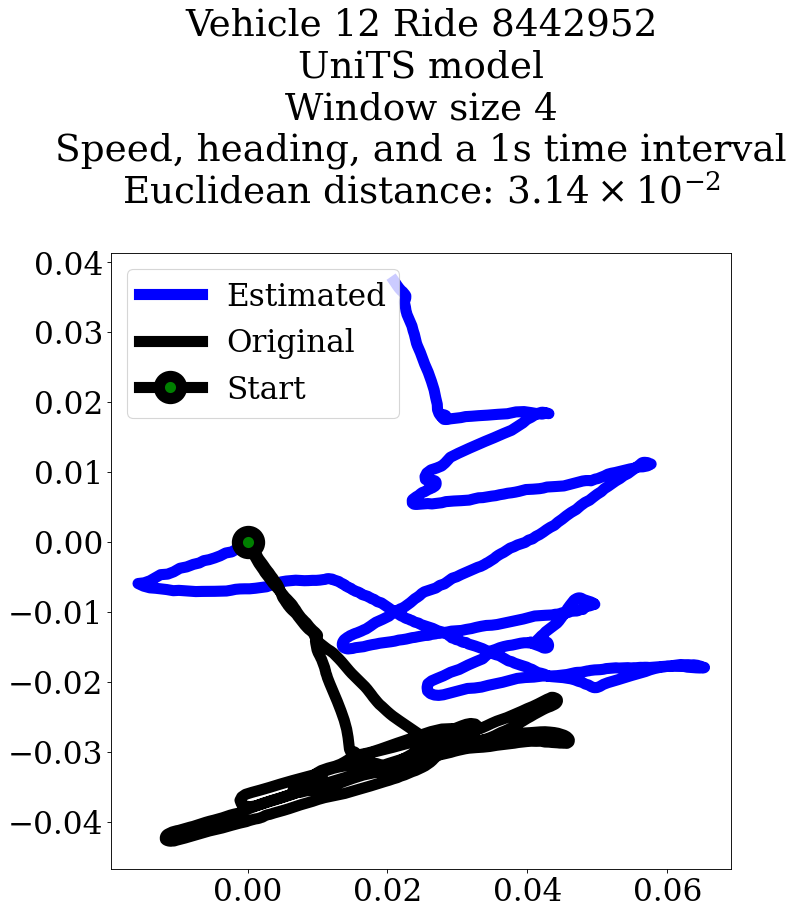 Vehicle 12 Ride 8442952
UniTS model
Window size 4
Speed, heading, and a 1s time interval
Euclidean distance: $3.14 \times 10^{-2}$
0.04
Estimated
0.03
Original
0.02
Start
0.01
0.00
−0.01
−0.02
−0.03
−0.04
0.00 0.02 0.04 0.06